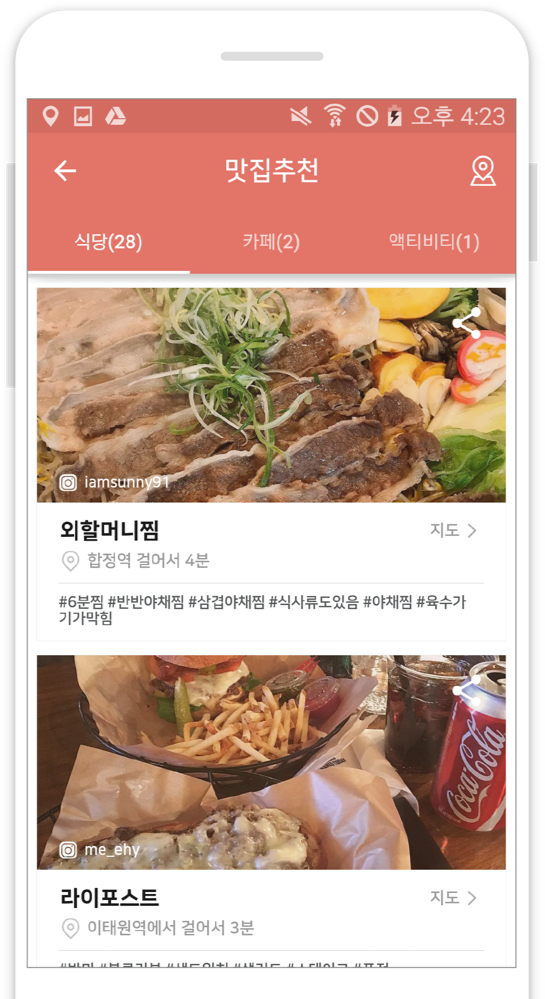 오후 4:23
맛집추천
식당(28) 카페(2) 액티비티(1)
iamsunny91
외할머니찜 지도
합정역 걸어서 4분
#6분찜 #반반야채찜 #삼겹야채찜 #식사류도있음 #야채찜 #육수가
기가막힘
Coca-Cola
me_ehy
라이포스트 지도
이태원역에서 걸어서 3분